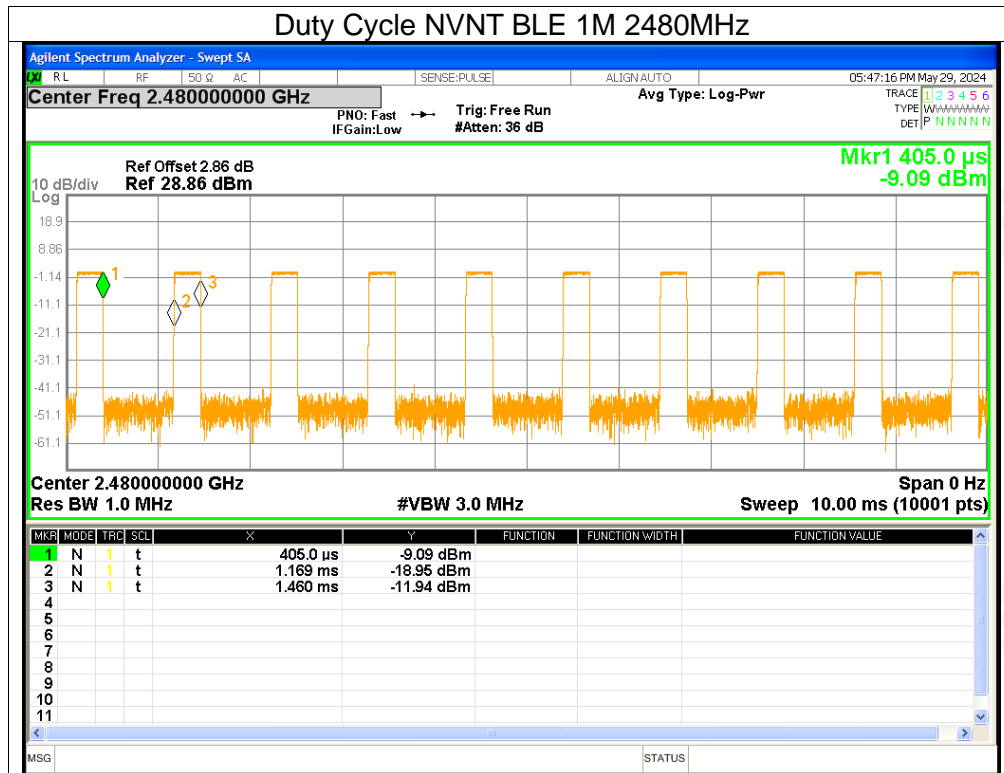 Duty Cycle NVNT BLE 1M 2480MHz
Agilent Spectrum Analyzer - Swept SA
LXI RL RF 50 Ω AC SENSE:PULSE ALIGNAUTO 05:47:16 PM May 29, 2024
Center Freq 2.480000000 GHz Avg Type: Log-Pwr TRACE 1 2 3 4 5 6
PNO: Fast Trig: Free Run TYPE WWWWWW
IFGain:Low #Atten: 36 dB DET P N N N N N
Mkr1 405.0 µs
Ref Offset 2.86 dB
10 dB/div Ref 28.86 dBm -9.09 dBm
Log
18.9
8.86
-1.14
-11.1
-21.1
-31.1
-41.1
-51.1
-61.1
1
2
3
Center 2.480000000 GHz Span 0 Hz
Res BW 1.0 MHz #VBW 3.0 MHz Sweep 10.00 ms (10001 pts)
MKR MODE TRC SCL X Y FUNCTION FUNCTION WIDTH FUNCTION VALUE
1 N 1 t 405.0 µs -9.09 dBm
2 N 1 t 1.169 ms -18.95 dBm
3 N 1 t 1.460 ms -11.94 dBm
4
5
6
7
8
9
10
11
MSG STATUS